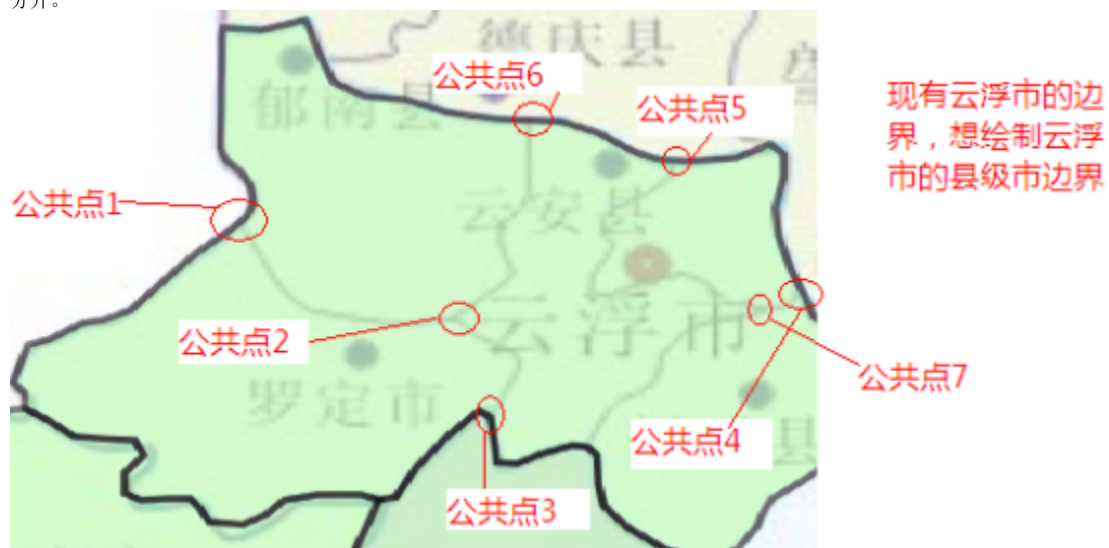 分开。
德庆县
公共点6
郁南县
公共点5
现有云浮市的边
界，想绘制云浮
市的县级市边界
公共点1
云安县
云浮市
公共点2
公共点7
罗定市
公共点4
县
公共点3